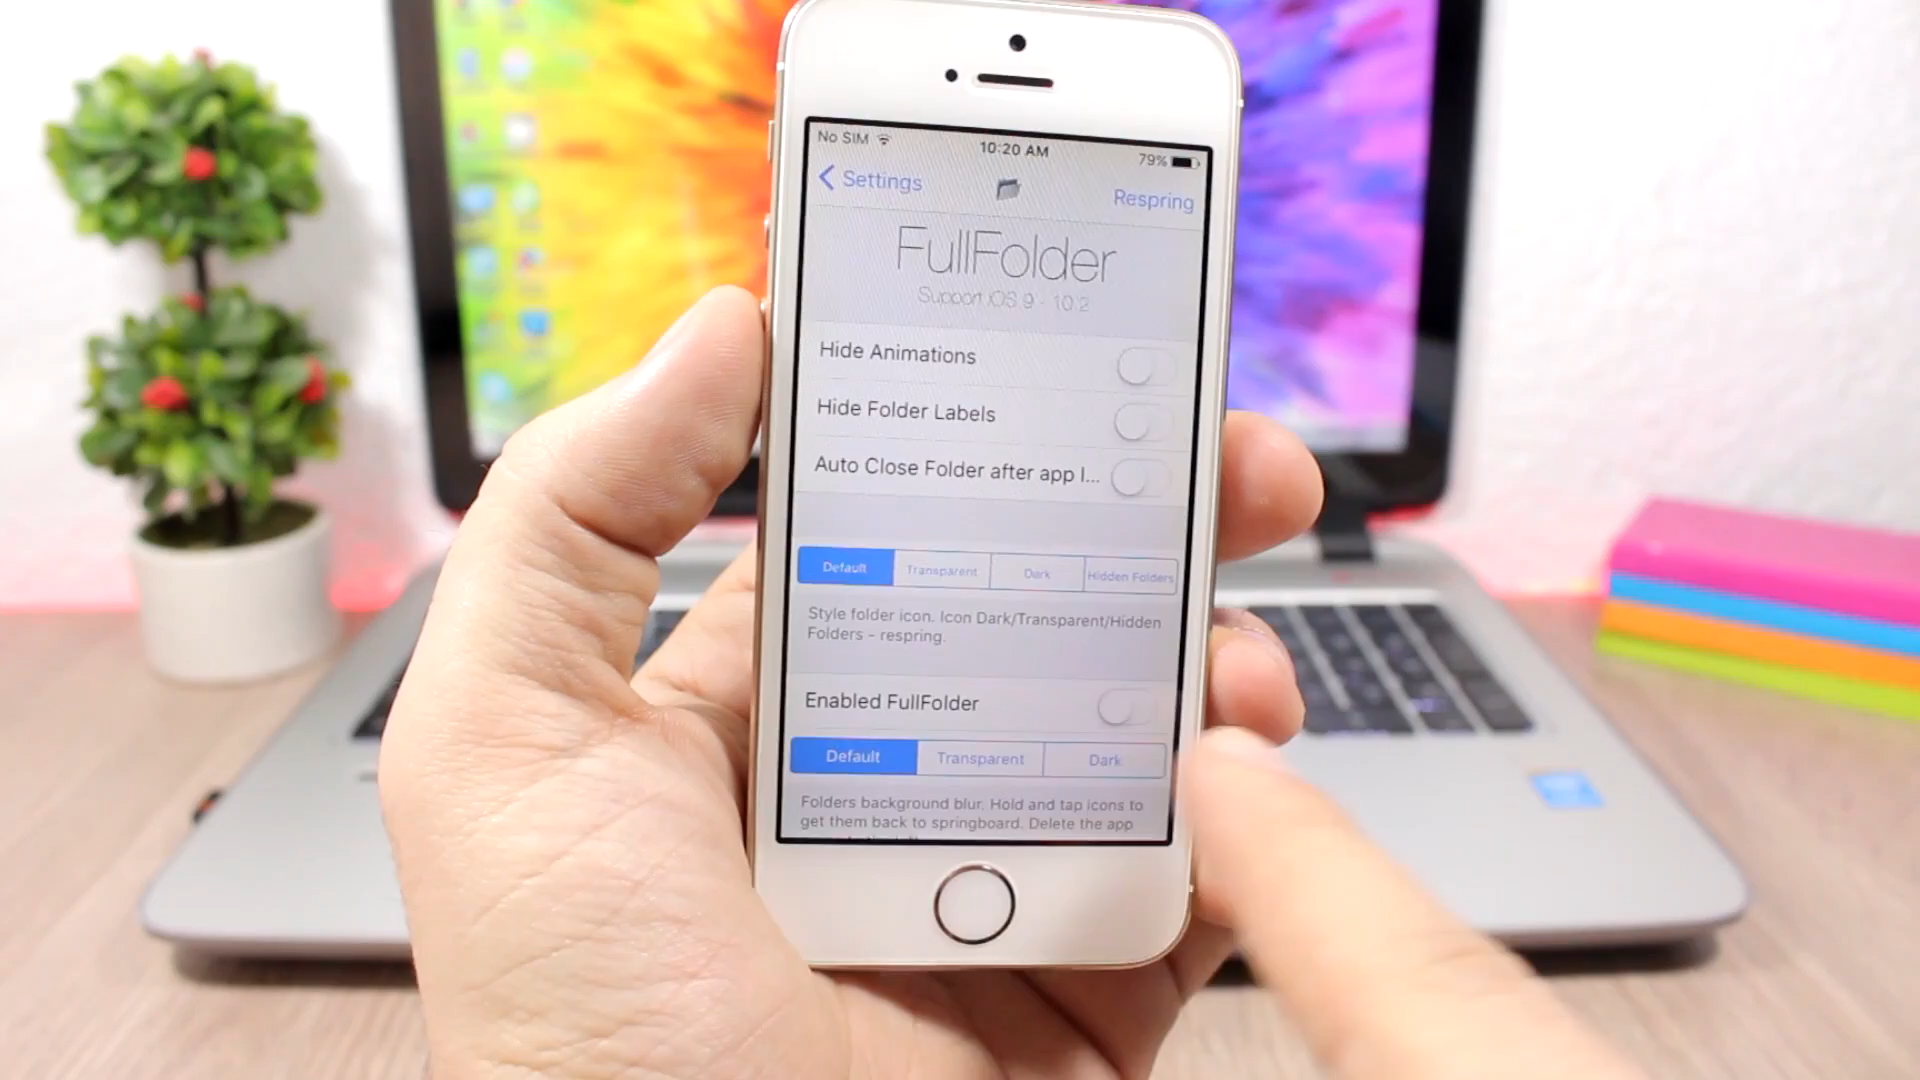 No SIM 10:20 AM 79%
Settings Respring
FullFolder
Support iOS 9 - 10.2
Hide Animations
Hide Folder Labels
Auto Close Folder after app l...
Default Transparent Dark Hidden Folders
Style folder icon. Icon Dark/Transparent/Hidden
Folders - respring.
Enabled FullFolder
Default Transparent Dark
Folders background blur. Hold and tap icons to
get them back to springboard. Delete the app